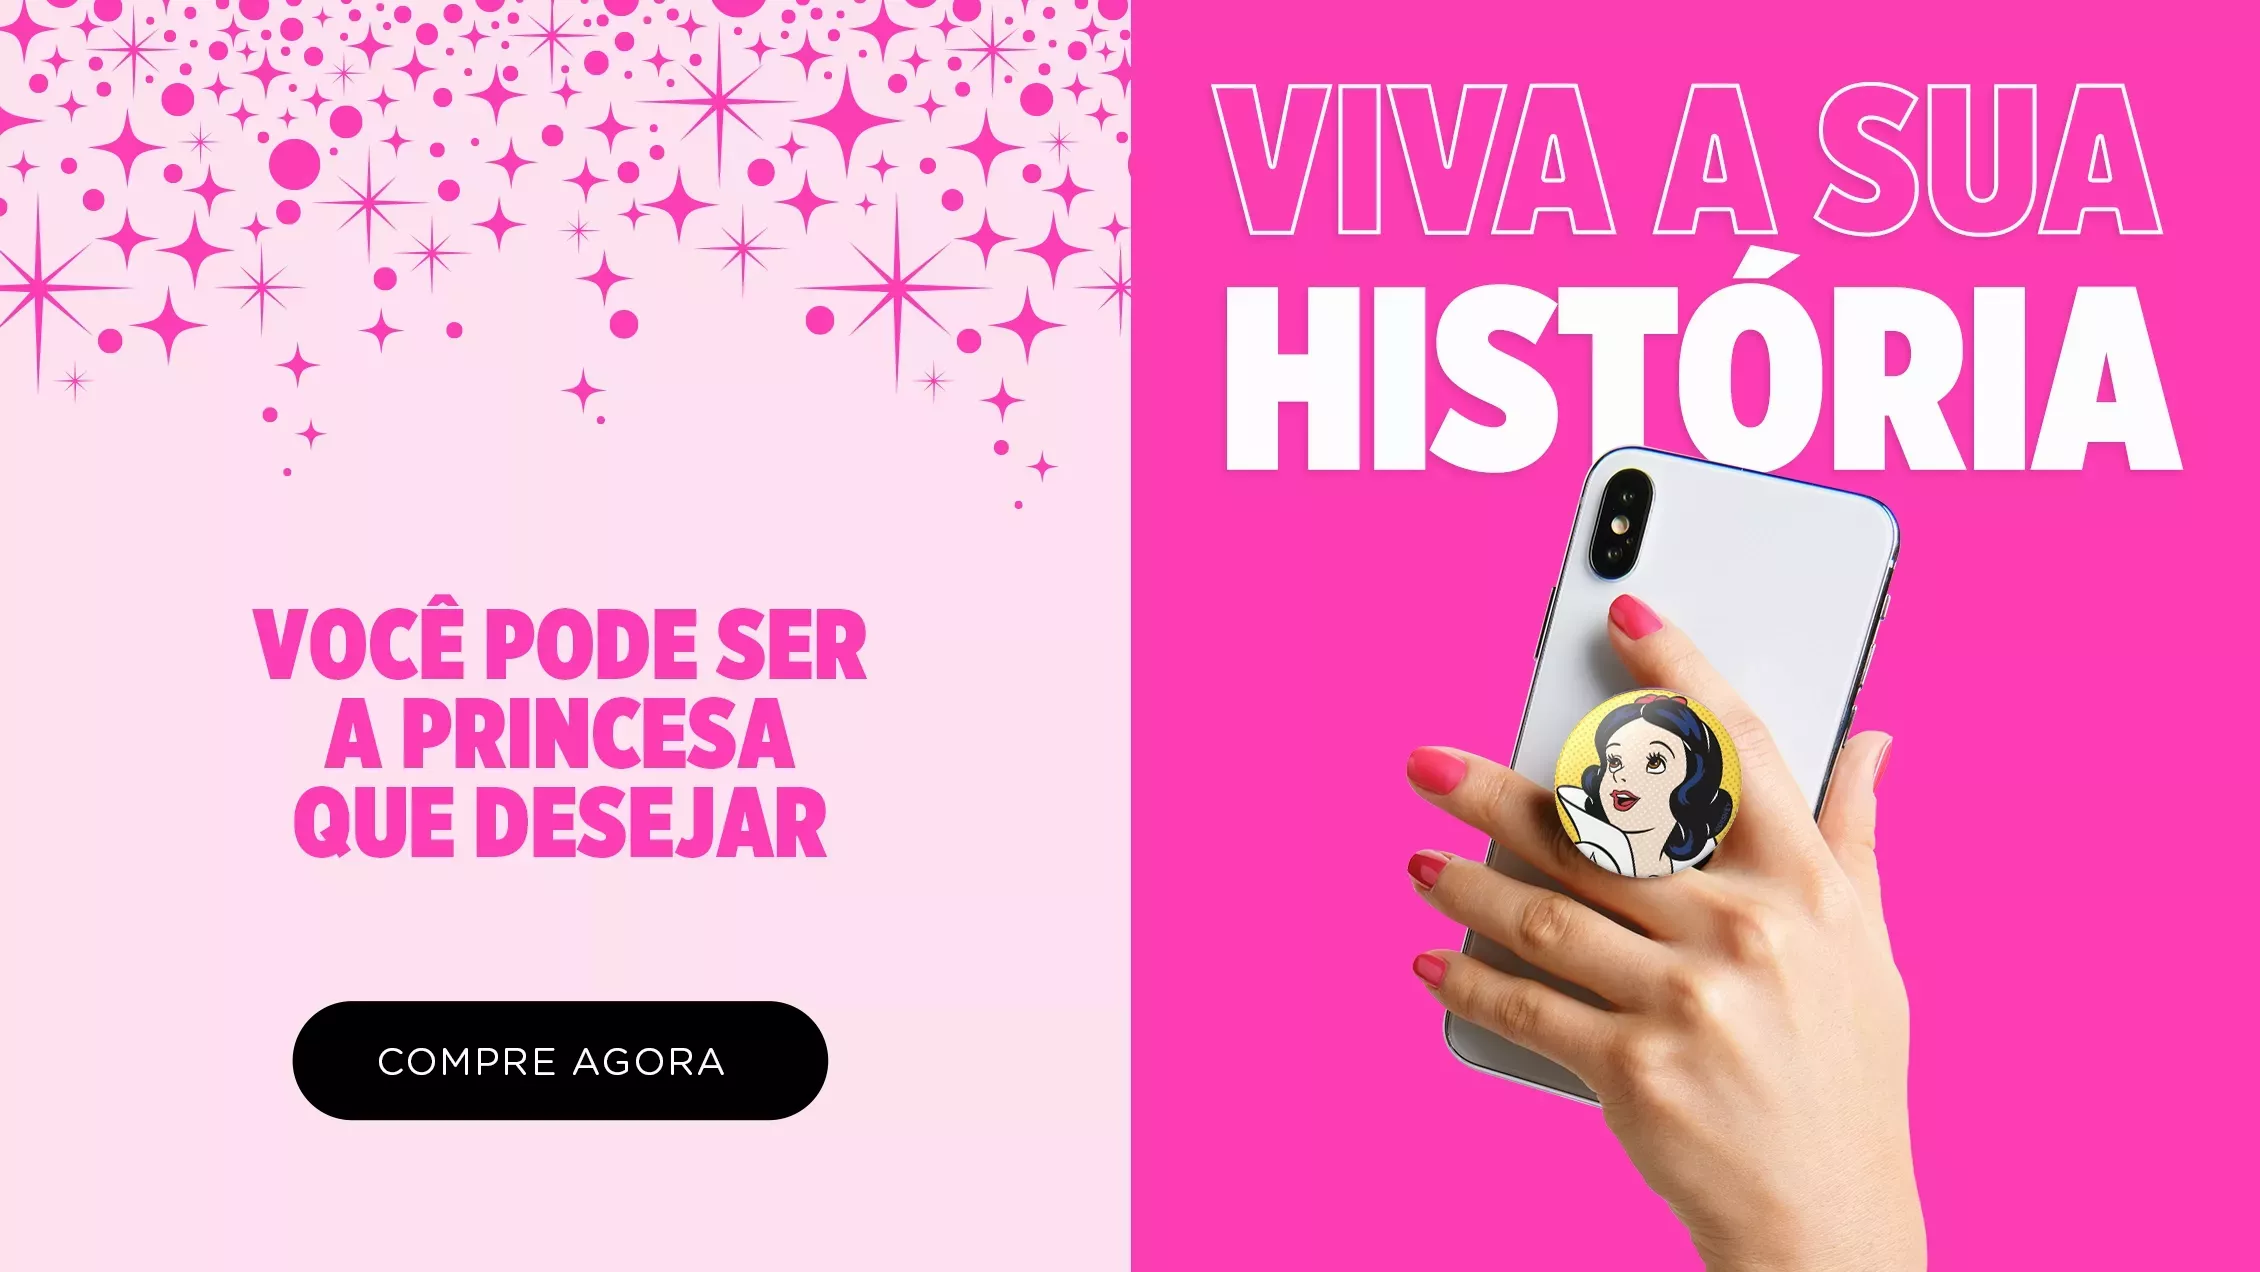 VOCÊ PODE SER
A PRINCESA
QUE DESEJAR
COMPRE AGORA
VIVA A SUA
HISTÓRIA